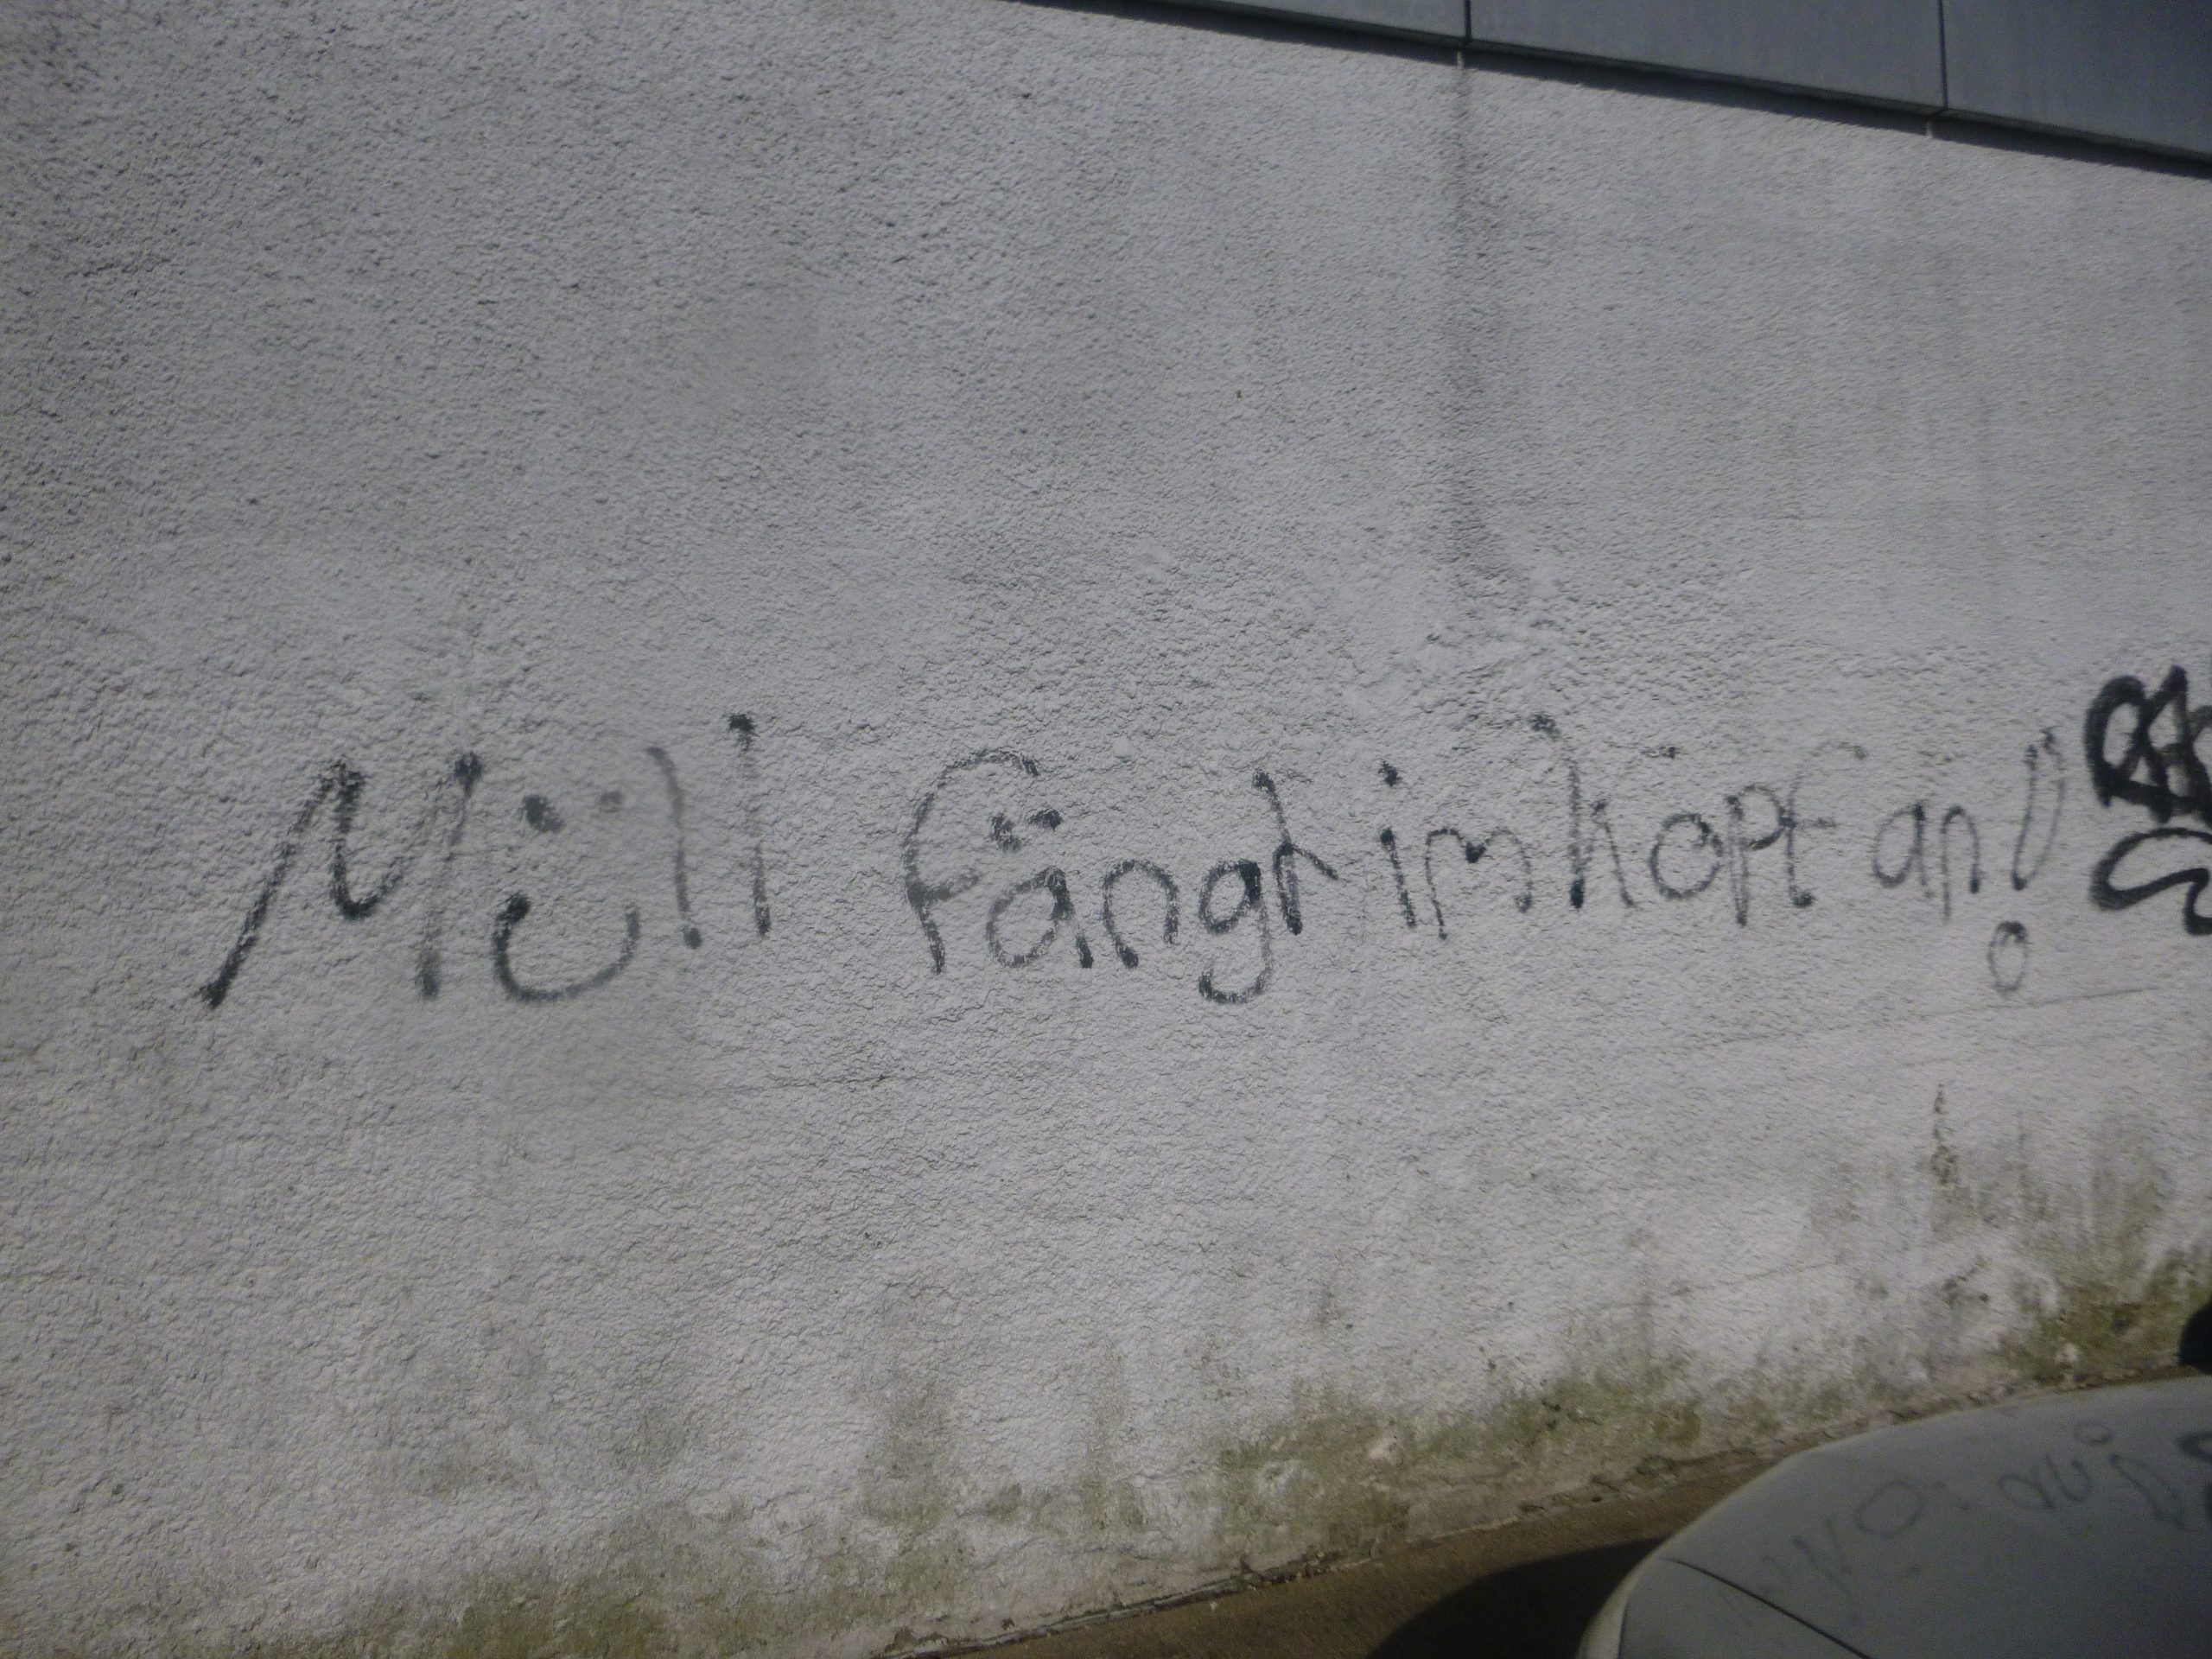 Müll fängt im kopf an!